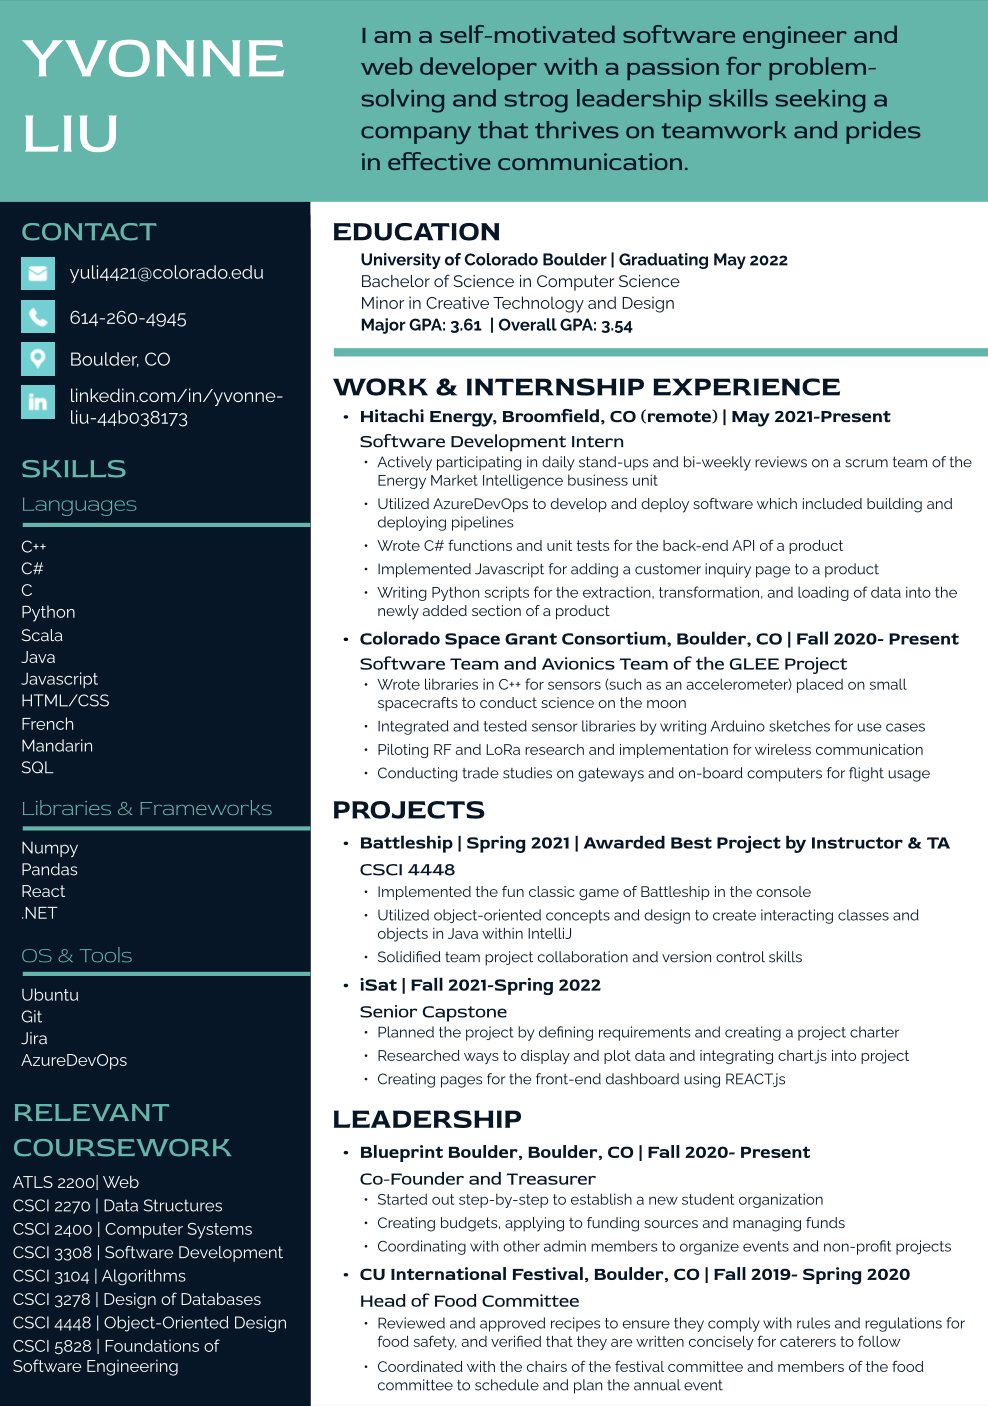 YVONNE
LIU
I am a self-motivated software engineer and
web developer with a passion for problem-
solving and strog leadership skills seeking a
company that thrives on teamwork and prides
in effective communication.
CONTACT
yuli4421@colorado.edu
614-260-4945
Boulder, CO
linkedin.com/in/yvonne-
liu-44b038173
SKILLS
Languages
C++
C#
C
Python
Scala
Java
Javascript
HTML/CSS
French
Mandarin
SQL
Libraries & Frameworks
Numpy
Pandas
React
.NET
OS & Tools
Ubuntu
Git
Jira
AzureDevOps
RELEVANT
COURSEWORK
ATLS 2200| Web
CSCI 2270 | Data Structures
CSCI 2400 | Computer Systems
CSCI 3308 | Software Development
CSCI 3104 | Algorithms
CSCI 3278 | Design of Databases
CSCI 4448 | Object-Oriented Design
CSCI 5828 | Foundations of
Software Engineering
EDUCATION
University of Colorado Boulder | Graduating May 2022
Bachelor of Science in Computer Science
Minor in Creative Technology and Design
Major GPA: 3.61 | Overall GPA: 3.54
WORK & INTERNSHIP EXPERIENCE
• Hitachi Energy, Broomfield, CO (remote) | May 2021-Present
Software Development Intern
• Actively participating in daily stand-ups and bi-weekly reviews on a scrum team of the
Energy Market Intelligence business unit
• Utilized AzureDevOps to develop and deploy software which included building and
deploying pipelines
• Wrote C# functions and unit tests for the back-end API of a product
• Implemented Javascript for adding a customer inquiry page to a product
• Writing Python scripts for the extraction, transformation, and loading of data into the
newly added section of a product
• Colorado Space Grant Consortium, Boulder, CO | Fall 2020- Present
Software Team and Avionics Team of the GLEE Project
• Wrote libraries in C++ for sensors (such as an accelerometer) placed on small
spacecrafts to conduct science on the moon
• Integrated and tested sensor libraries by writing Arduino sketches for use cases
• Piloting RF and LoRa research and implementation for wireless communication
• Conducting trade studies on gateways and on-board computers for flight usage
PROJECTS
• Battleship | Spring 2021 | Awarded Best Project by Instructor & TA
CSCI 4448
• Implemented the fun classic game of Battleship in the console
• Utilized object-oriented concepts and design to create interacting classes and
objects in Java within IntelliJ
• Solidified team project collaboration and version control skills
• iSat | Fall 2021-Spring 2022
Senior Capstone
• Planned the project by defining requirements and creating a project charter
• Researched ways to display and plot data and integrating chart.js into project
• Creating pages for the front-end dashboard using REACT.js
LEADERSHIP
• Blueprint Boulder, Boulder, CO | Fall 2020- Present
Co-Founder and Treasurer
• Started out step-by-step to establish a new student organization
• Creating budgets, applying to funding sources and managing funds
• Coordinating with other admin members to organize events and non-profit projects
• CU International Festival, Boulder, CO | Fall 2019- Spring 2020
Head of Food Committee
• Reviewed and approved recipes to ensure they comply with rules and regulations for
food safety, and verified that they are written concisely for caterers to follow
• Coordinated with the chairs of the festival committee and members of the food
committee to schedule and plan the annual event